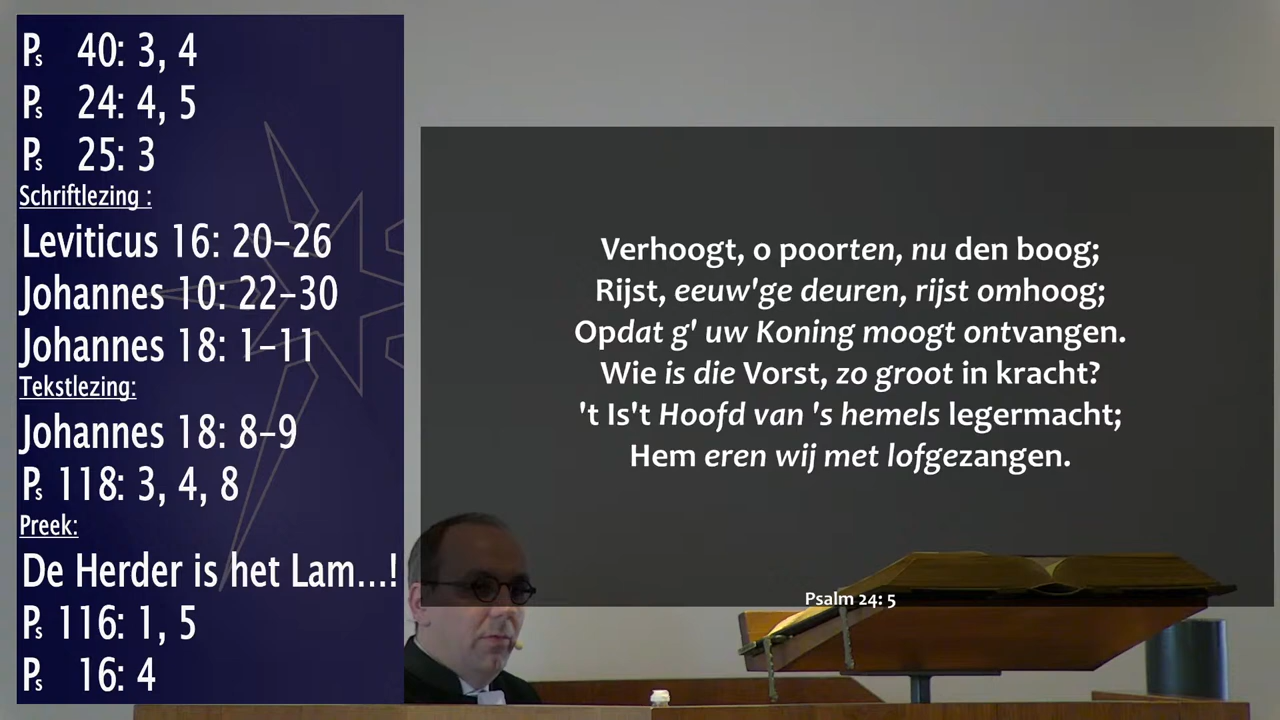 Ps 40: 3, 4
Ps 24: 4, 5
Ps 25: 3
Schriftlezing :
Leviticus 16: 20–26
Johannes 10: 22–30
Johannes 18: 1–11
Tekstlezing:
Johannes 18: 8–9
Ps 118: 3, 4, 8
Preek:
De Herder is het Lam...!
Ps 116: 1, 5
Ps 16: 4
Verhoogt, o poorten, nu den boog;
Rijst, eeuw'ge deuren, rijst omhoog;
Opdat g' uw Koning moogt ontvangen.
Wie is die Vorst, zo groot in kracht?
't Is't Hoofd van 's hemels legermacht;
Hem eren wij met lofgezangen.
Psalm 24: 5